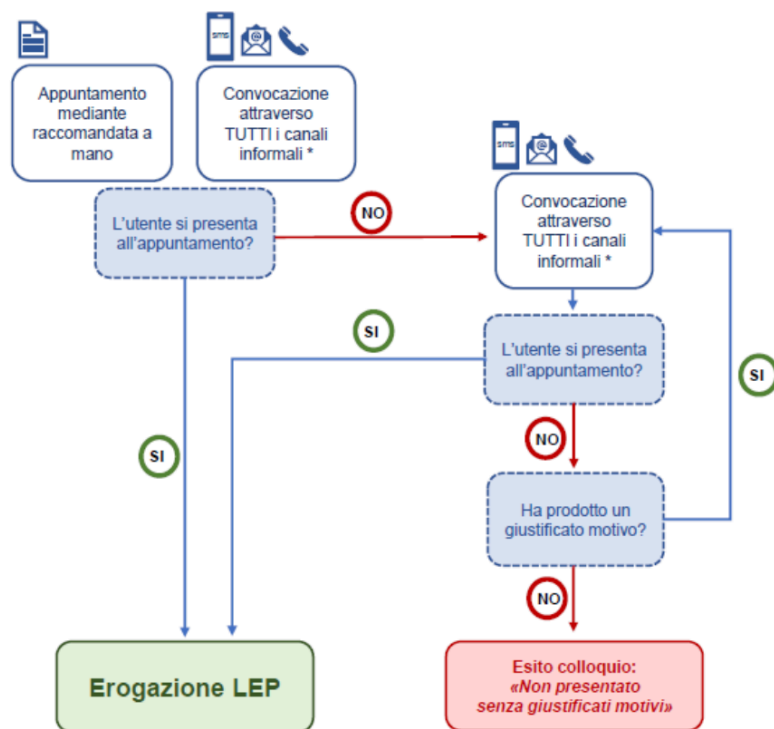 sms
@
Appuntamento
mediante
raccomandata a
mano
sms
@
Convocazione
attraverso
TUTTI i canali
informali *
L'utente si presenta
all'appuntamento?
NO
Convocazione
attraverso
TUTTI i canali
informali *
SI
L'utente si presenta
all'appuntamento?
SI
NO
SI
Ha prodotto un
giustificato motivo?
NO
Erogazione LEP
Esito colloquio:
«Non presentato
senza giustificati motivi»